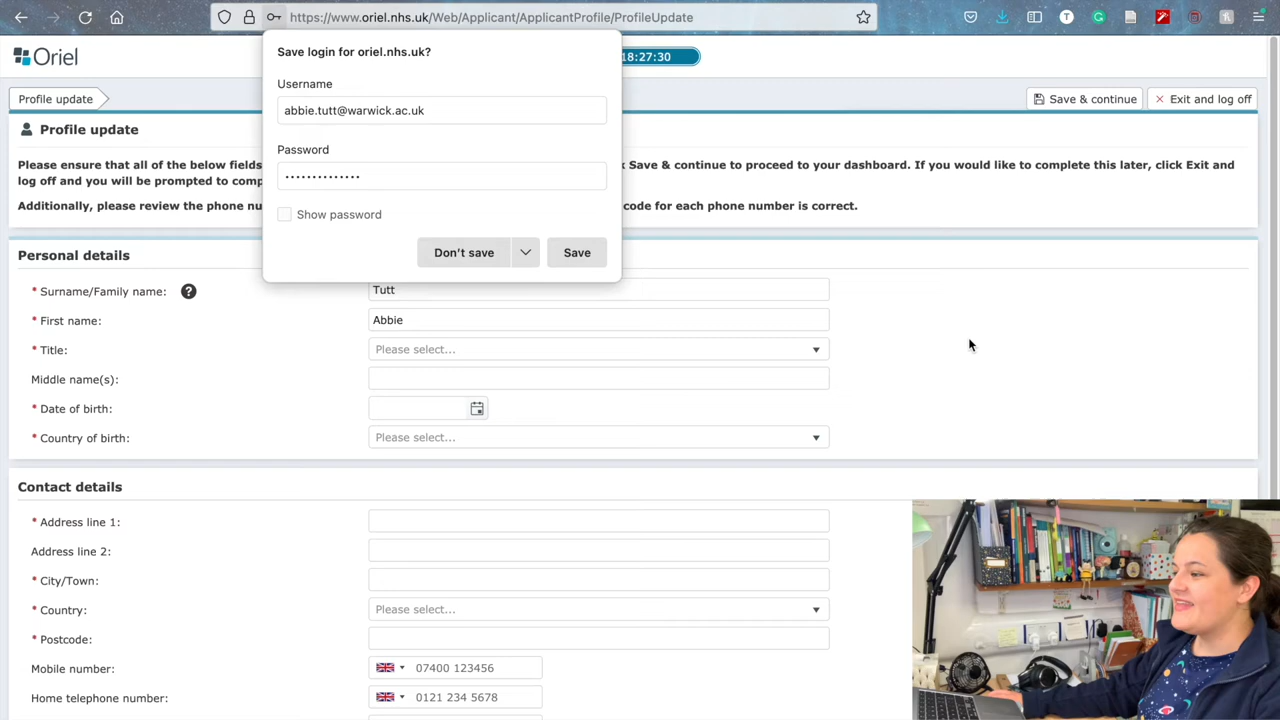 https://www.oriel.nhs.uk/Web/Applicant/ApplicantProfile/ProfileUpdate
Oriel
18:27:30
Save login for oriel.nhs.uk?
Username
abbie.tutt@warwick.ac.uk
Password
••••••••••••••
Show password
Don't save
Save
Profile update
Save & continue
Exit and log off
Profile update
Please ensure that all of the below fields
Save & continue to proceed to your dashboard. If you would like to complete this later, click Exit and
log off and you will be prompted to comp
Additionally, please review the phone nu
code for each phone number is correct.
Personal details
* Surname/Family name: ?
Tutt
* First name:
Abbie
* Title:
Please select...
Middle name(s):
* Date of birth:
* Country of birth:
Please select...
Contact details
* Address line 1:
Address line 2:
* City/Town:
* Country:
Please select...
* Postcode:
Mobile number:
07400 123456
Home telephone number:
0121 234 5678